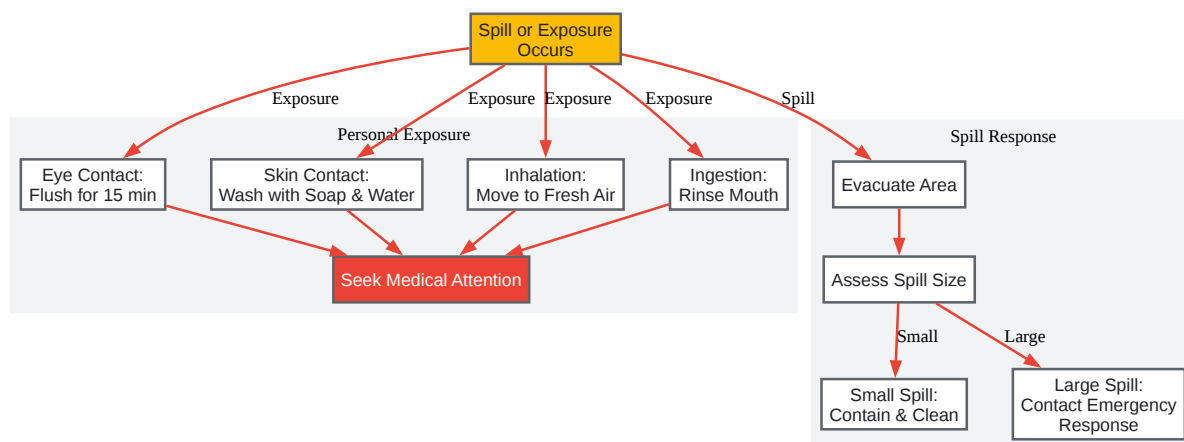 Spill or Exposure
Occurs
Exposure
Exposure
Exposure
Exposure
Spill
Personal Exposure
Eye Contact:
Flush for 15 min
Skin Contact:
Wash with Soap & Water
Inhalation:
Move to Fresh Air
Ingestion:
Rinse Mouth
Seek Medical Attention
Spill Response
Evacuate Area
Assess Spill Size
Small
Large
Small Spill:
Contain & Clean
Large Spill:
Contact Emergency
Response